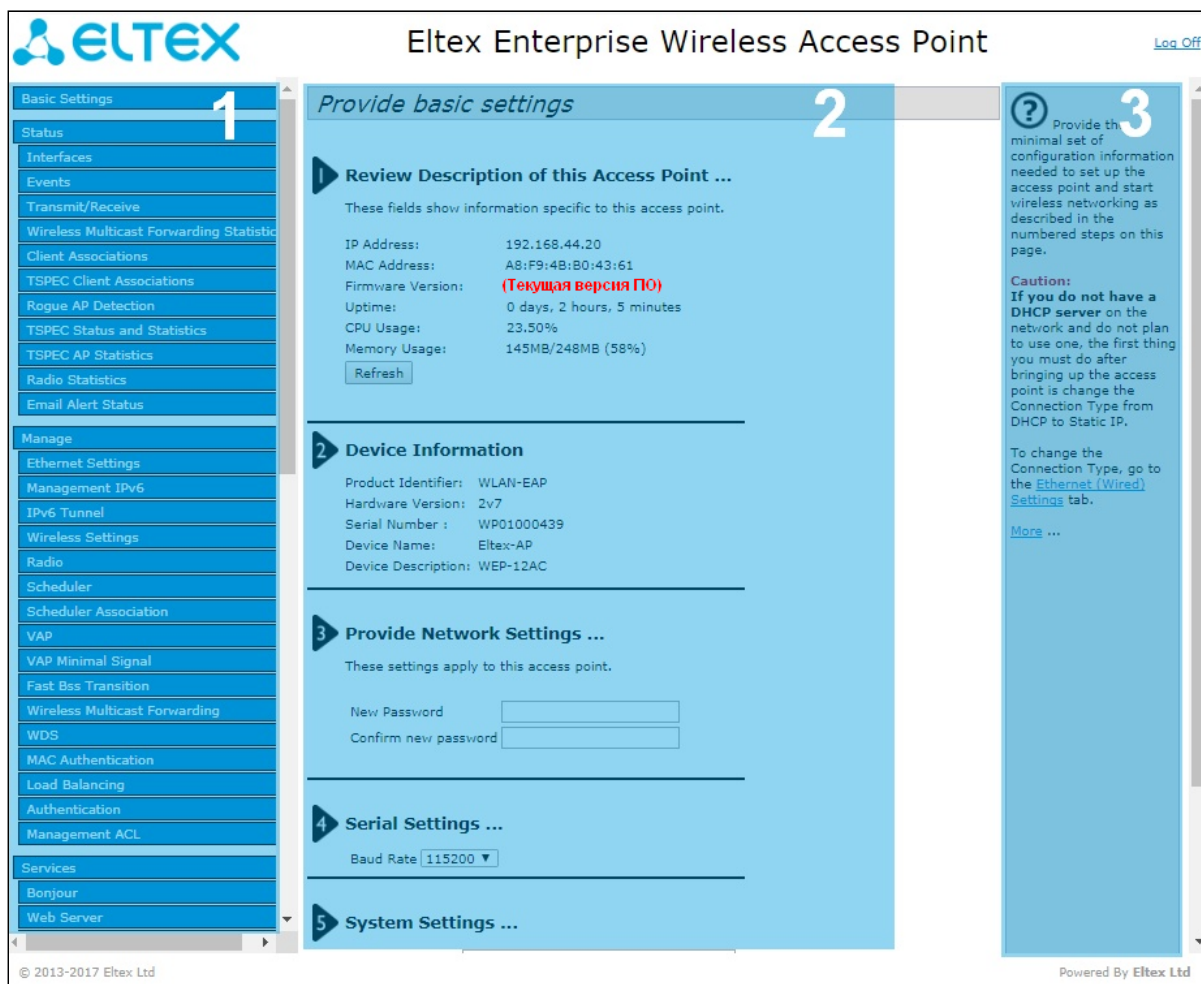 ELTEX
Eltex Enterprise Wireless Access Point
Log Off
1
Basic Settings
Status
Interfaces
Events
Transmit/Receive
Wireless Multicast Forwarding Statistic
Client Associations
TSPEC Client Associations
Rogue AP Detection
TSPEC Status and Statistics
TSPEC AP Statistics
Radio Statistics
Email Alert Status
Manage
Ethernet Settings
Management IPv6
IPv6 Tunnel
Wireless Settings
Radio
Scheduler
Scheduler Association
VAP
VAP Minimal Signal
Fast Bss Transition
Wireless Multicast Forwarding
WDS
MAC Authentication
Load Balancing
Authentication
Management ACL
Services
Bonjour
Web Server
2
Provide basic settings
1 Review Description of this Access Point ...
These fields show information specific to this access point.
IP Address: 192.168.44.20
MAC Address: A8:F9:4B:B0:43:61
Firmware Version: (Текущая версия ПО)
Uptime: 0 days, 2 hours, 5 minutes
CPU Usage: 23.50%
Memory Usage: 145MB/248MB (58%)
Refresh
2 Device Information
Product Identifier: WLAN-EAP
Hardware Version: 2v7
Serial Number : WP01000439
Device Name: Eltex-AP
Device Description: WEP-12AC
3 Provide Network Settings ...
These settings apply to this access point.
New Password
Confirm new password
4 Serial Settings ...
Baud Rate 115200
5 System Settings ...
3
? Provide
minimal set of
configuration information
needed to set up the
access point and start
wireless networking as
described in the
numbered steps on this
page.
Caution:
If you do not have a
DHCP server on the
network and do not plan
to use one, the first thing
you must do after
bringing up the access
point is change the
Connection Type from
DHCP to Static IP.
To change the
Connection Type, go to
the Ethernet (Wired)
Settings tab.
More ...
© 2013-2017 Eltex Ltd
Powered By Eltex Ltd